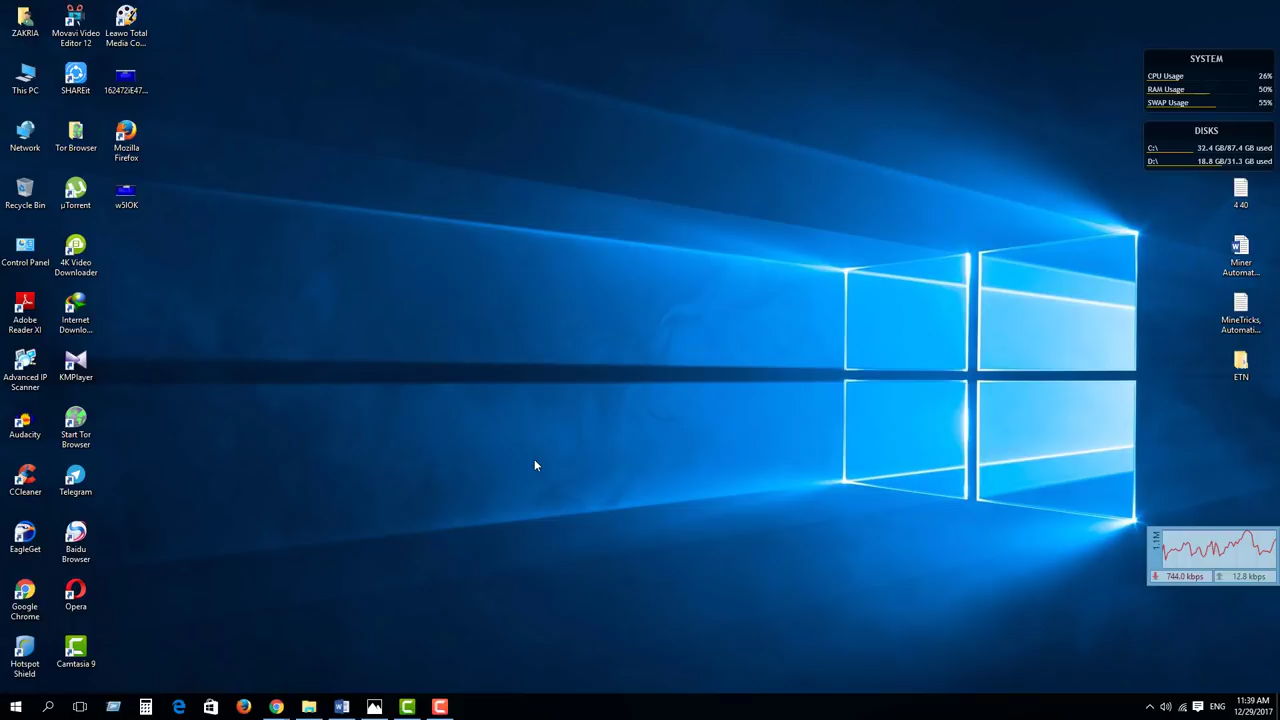 ZAKRIA
Movavi Video
Editor 12
Leawo Total
Media Co...
This PC
SHAREit
162472iE47...
Network
Tor Browser
Mozilla
Firefox
Recycle Bin
µTorrent
w5IOK
Control Panel
4K Video
Downloader
Adobe
Reader XI
Internet
Downlo...
Advanced IP
Scanner
KMPlayer
Audacity
Start Tor
Browser
CCleaner
Telegram
EagleGet
Baidu
Browser
Google
Chrome
Opera
Hotspot
Shield
Camtasia 9
SYSTEM
CPU Usage 26%
RAM Usage 50%
SWAP Usage 55%
DISKS
C:\ 32.4 GB/87.4 GB used
D:\ 18.8 GB/31.3 GB used
4 40
Miner
Automat...
MineTricks,
Automati...
ETN
1.1M
744.0 kbps 12.8 kbps
ENG
11:39 AM
12/29/2017